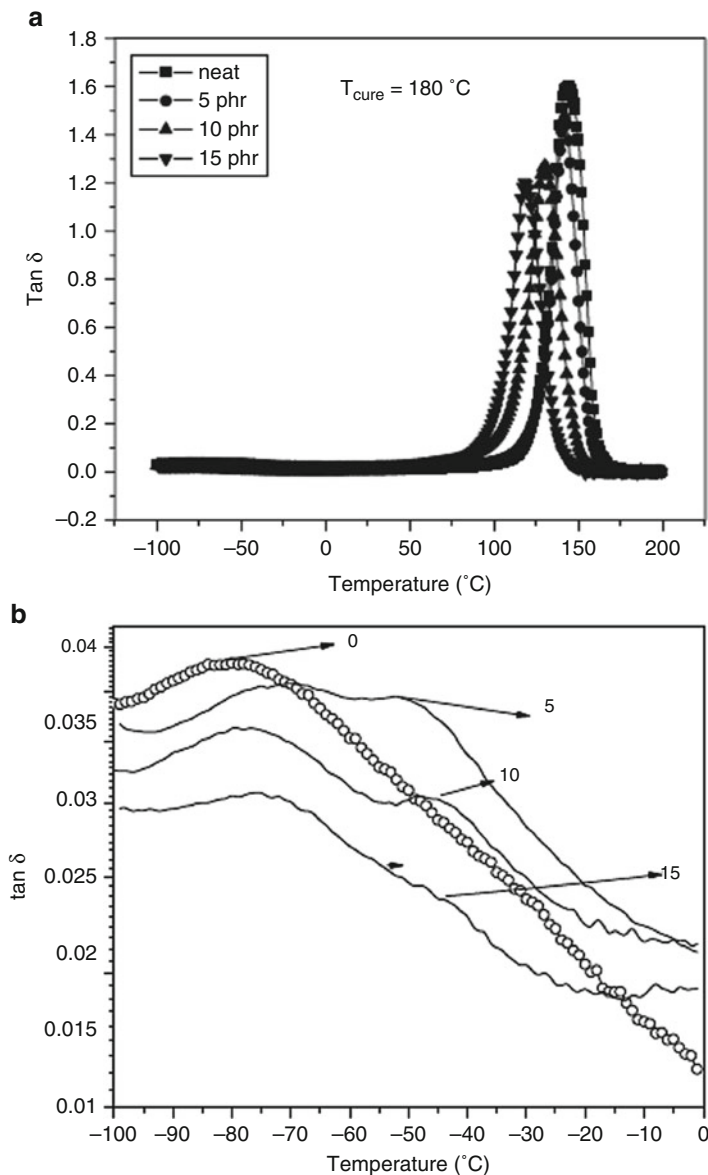 a
1.8
1.6
1.4
1.2
1.0
0.8
0.6
0.4
0.2
0.0
–0.2
Tan δ
neat
5 phr
10 phr
15 phr
Tcure = 180 ˚C
–100 –50 0 50 100 150 200
Temperature (˚C)
b
0.04
0.035
0.03
0.025
0.02
0.015
0.01
tan δ
0
5
10
15
–100 –90 –80 –70 –60 –50 –40 –30 –20 –10 0
Temperature (˚C)